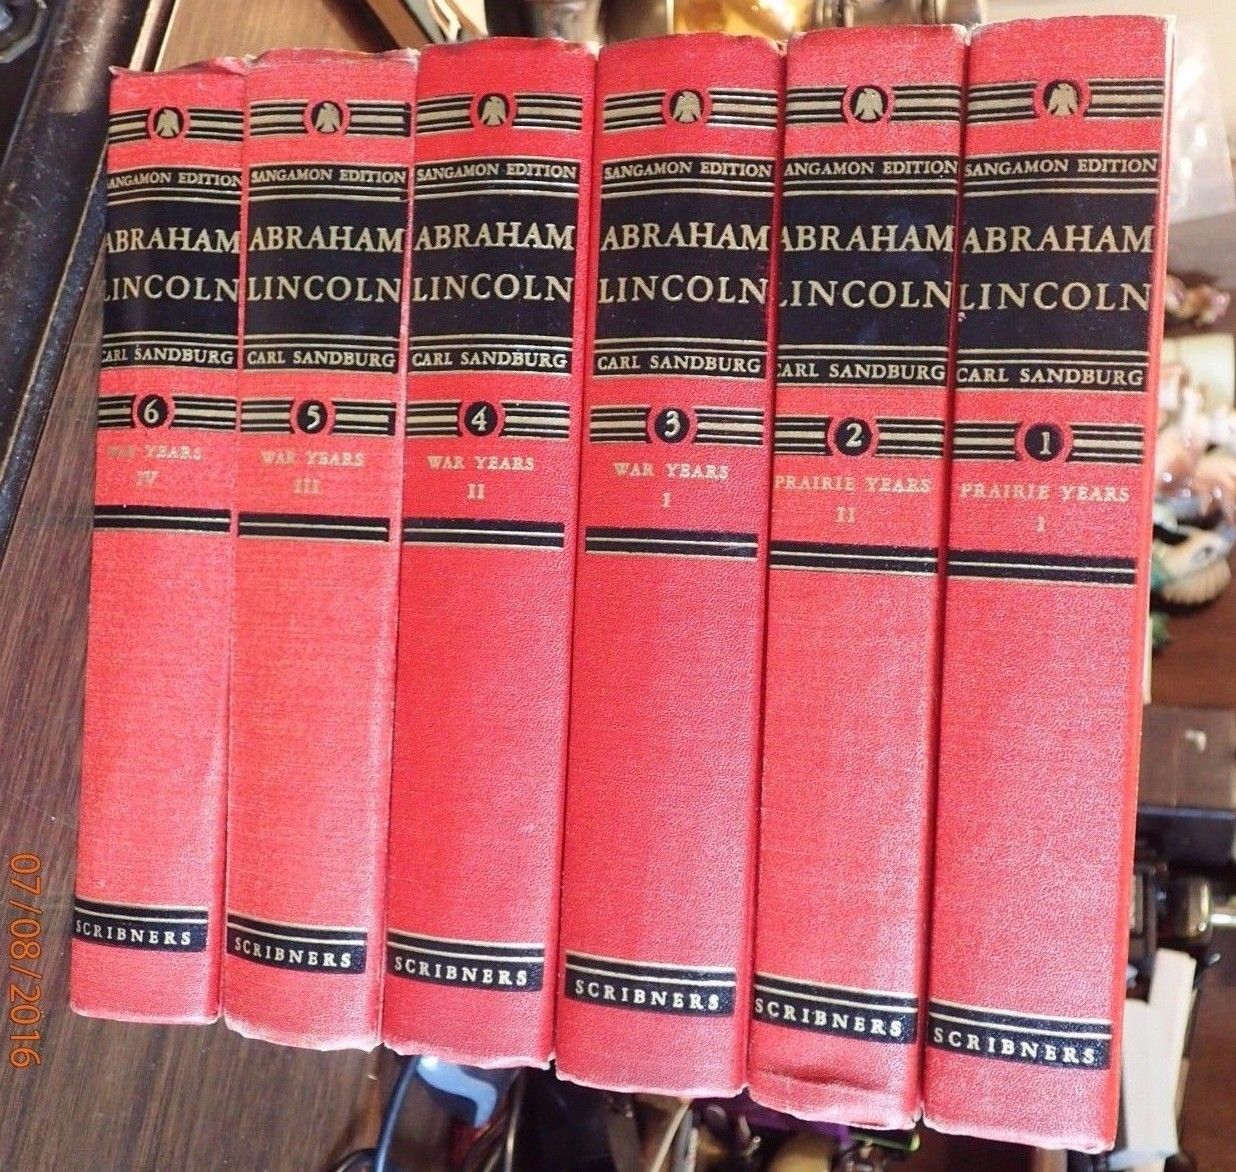 ANGAMON EDITION
ABRAHAM
LINCOLN
CARL SANDBURG
6
WAR YEARS
IV
SCRIBNERS
SANGAMON EDITION
ABRAHAM
LINCOLN
CARL SANDBURG
5
WAR YEARS
III
SCRIBNERS
SANGAMON EDITION
ABRAHAM
LINCOLN
CARL SANDBURG
4
WAR YEARS
II
SCRIBNERS
SANGAMON EDITION
ABRAHAM
LINCOLN
CARL SANDBURG
3
WAR YEARS
I
SCRIBNERS
ANGAMON EDITION
ABRAHAM
LINCOLN
CARL SANDBURG
2
PRAIRIE YEARS
II
SCRIBNERS
SANGAMON EDITION
ABRAHAM
LINCOLN
CARL SANDBURG
1
PRAIRIE YEARS
I
SCRIBNERS
07/08/2016